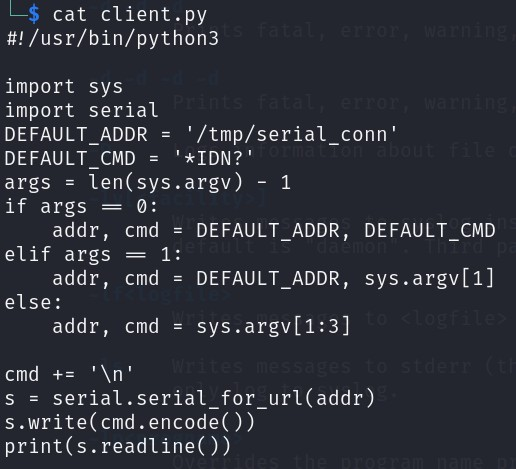 └─$ cat client.py
#!/usr/bin/python3

import sys
import serial
DEFAULT_ADDR = '/tmp/serial_conn'
DEFAULT_CMD = '*IDN?'
args = len(sys.argv) - 1
if args == 0:
    addr, cmd = DEFAULT_ADDR, DEFAULT_CMD
elif args == 1:
    addr, cmd = DEFAULT_ADDR, sys.argv[1]
else:
    addr, cmd = sys.argv[1:3]

cmd += '\n'
s = serial.serial_for_url(addr)
s.write(cmd.encode())
print(s.readline())